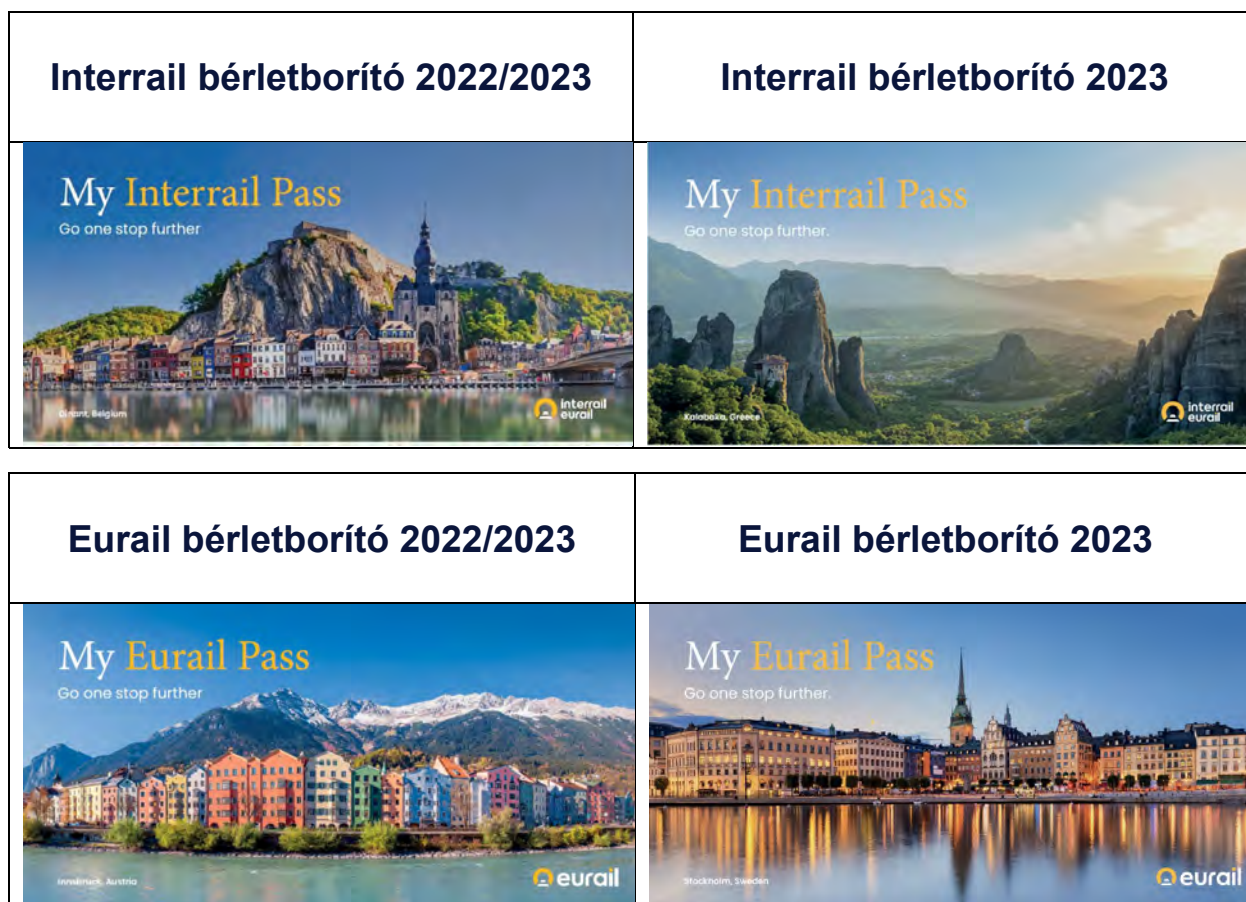 Interrail bérletborító 2022/2023
Interrail bérletborító 2023
My Interrail Pass
Go one stop further
Dinant, Belgium
interrail
eurail
My Interrail Pass
Go one stop further.
Kalabaka, Greece
interrail
eurail
Eurail bérletborító 2022/2023
Eurail bérletborító 2023
My Eurail Pass
Go one stop further
Innsbruck, Austria
eurail
My Eurail Pass
Go one stop further.
Stockholm, Sweden
eurail